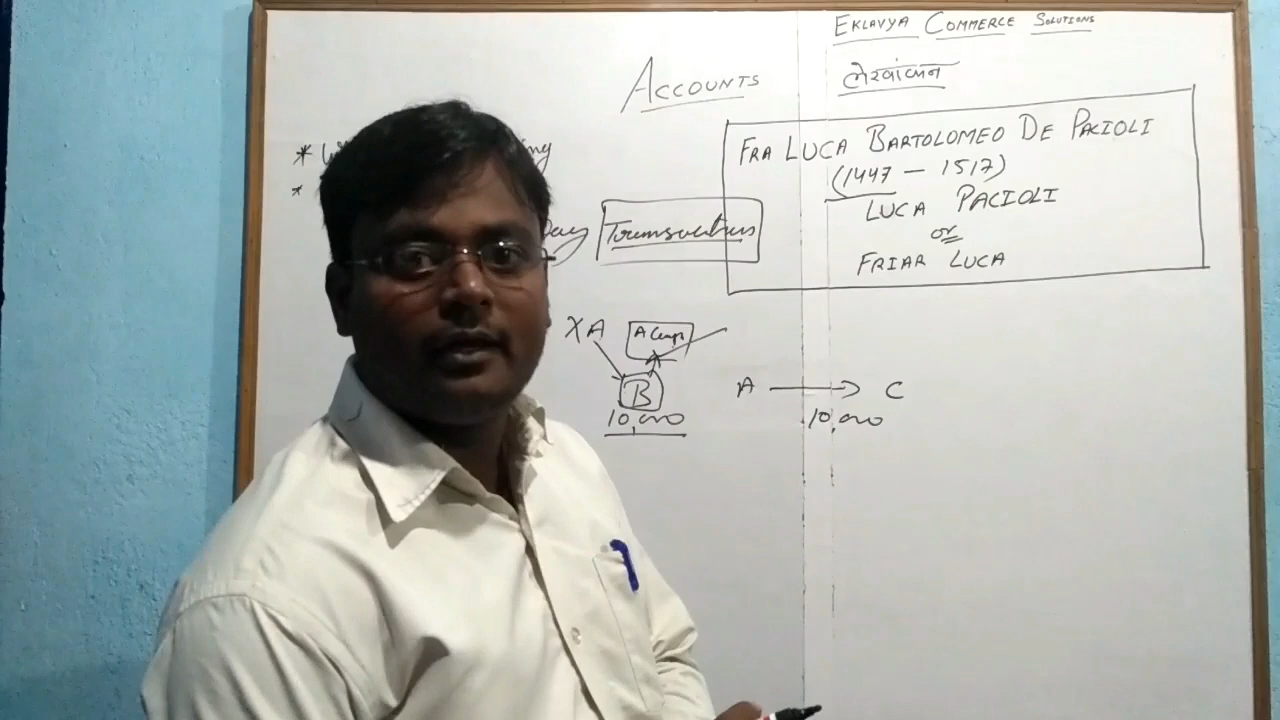 EKLAVYA COMMERCE SOLUTIONS
ACCOUNTS
लेखांकन
FRA LUCA BARTOLOMEO DE PACIOLI
(1447 — 1517)
LUCA PACIOLI
or
FRIAR LUCA
*
*
Day
X A
B
10,000
A → C
10,000